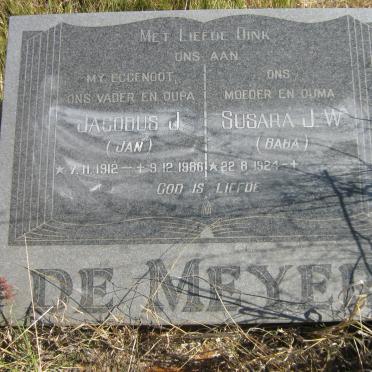 MET LIEFDE DINK
ONS AAN
MY EGGENOOT,
ONS VADER EN OUPA
JACOBUS J.
(JAN)
★ 7.11.1912 — ✝ 9.12.1986
ONS
MOEDER EN OUMA
SUSARA J. W.
(BABA)
★ 22.8.1924 — ✝
GOD IS LIEFDE
DE MEYER